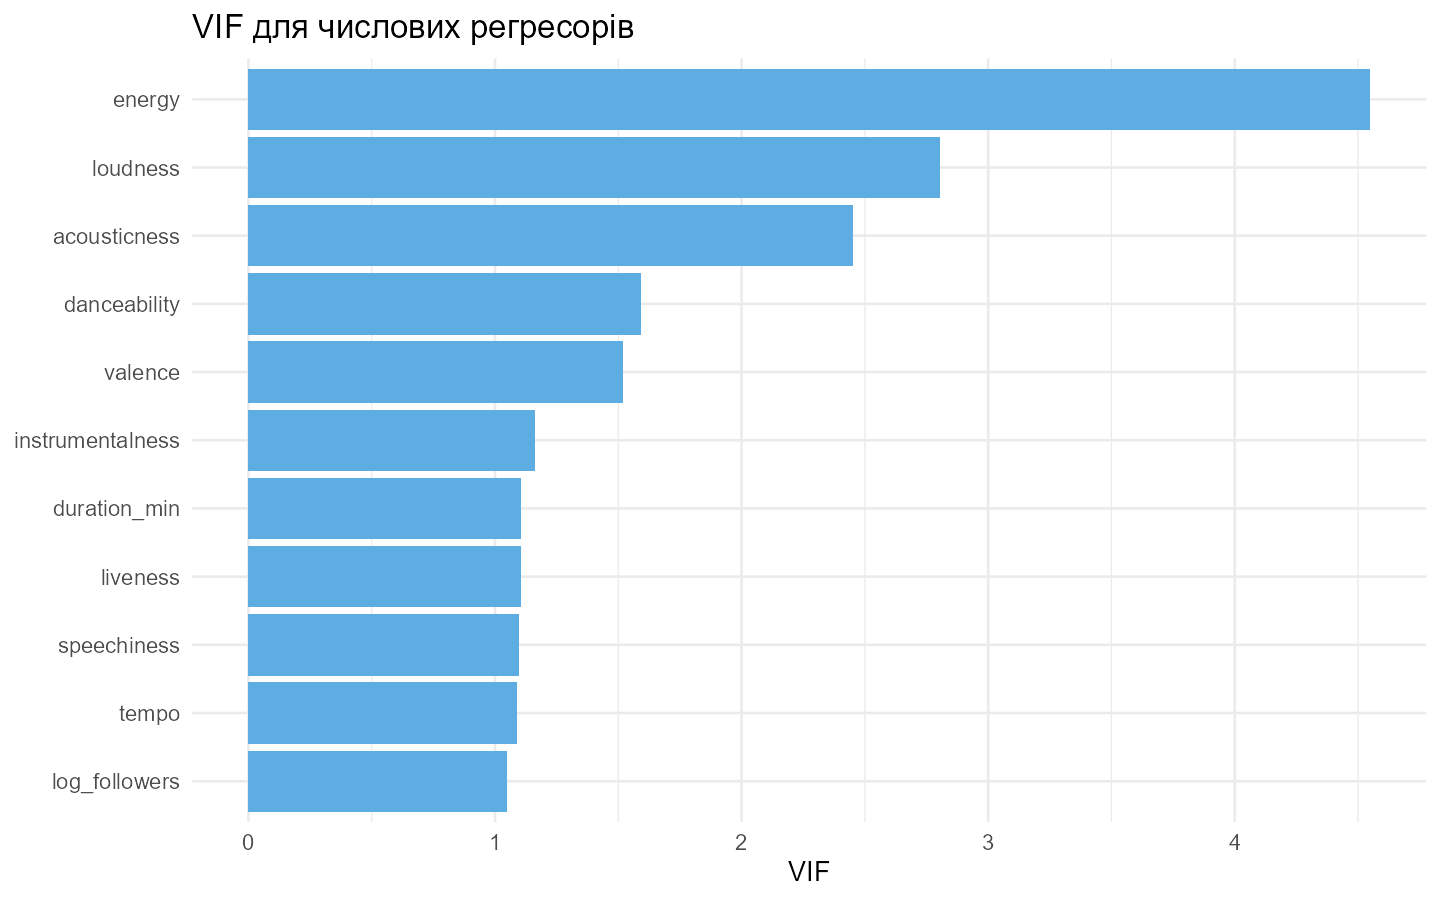 VIF для числових регресорів
energy
loudness
acousticness
danceability
valence
instrumentalness
duration_min
liveness
speechiness
tempo
log_followers
0 1 2 3 4
VIF